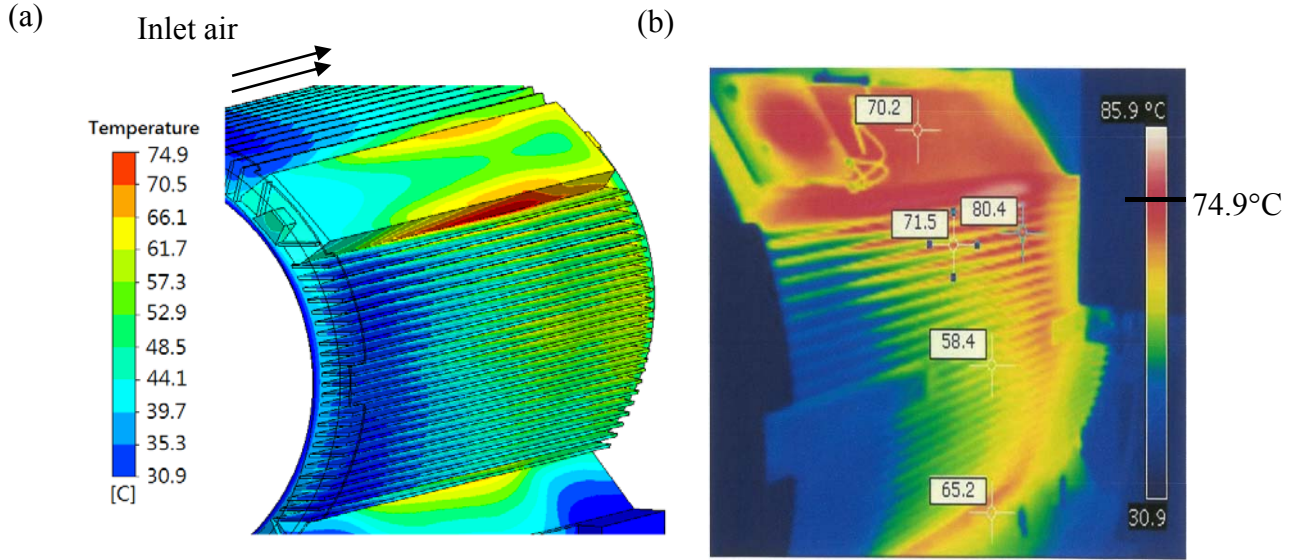 (a)
Inlet air
Temperature
74.9
70.5
66.1
61.7
57.3
52.9
48.5
44.1
39.7
35.3
30.9
[C]
(b)
70.2
85.9 °C
74.9°C
80.4
71.5
58.4
65.2
30.9